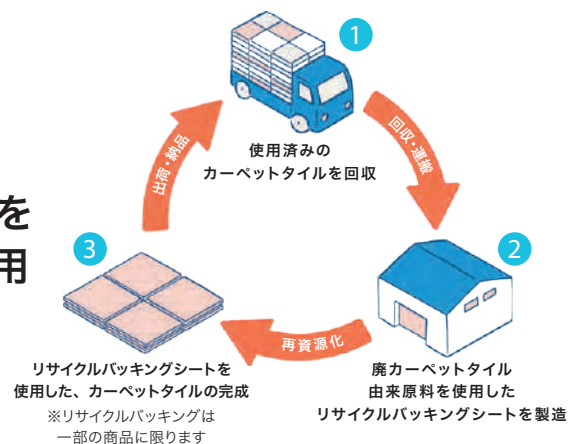 1
使用済みの
カーペットタイルを回収
回収・運搬
2
廃カーペットタイル
由来原料を使用した
リサイクルバッキングシートを製造
再資源化
3
リサイクルバッキングシートを
使用した、カーペットタイルの完成
※リサイクルバッキングは
一部の商品に限ります
出荷・納品
を
用